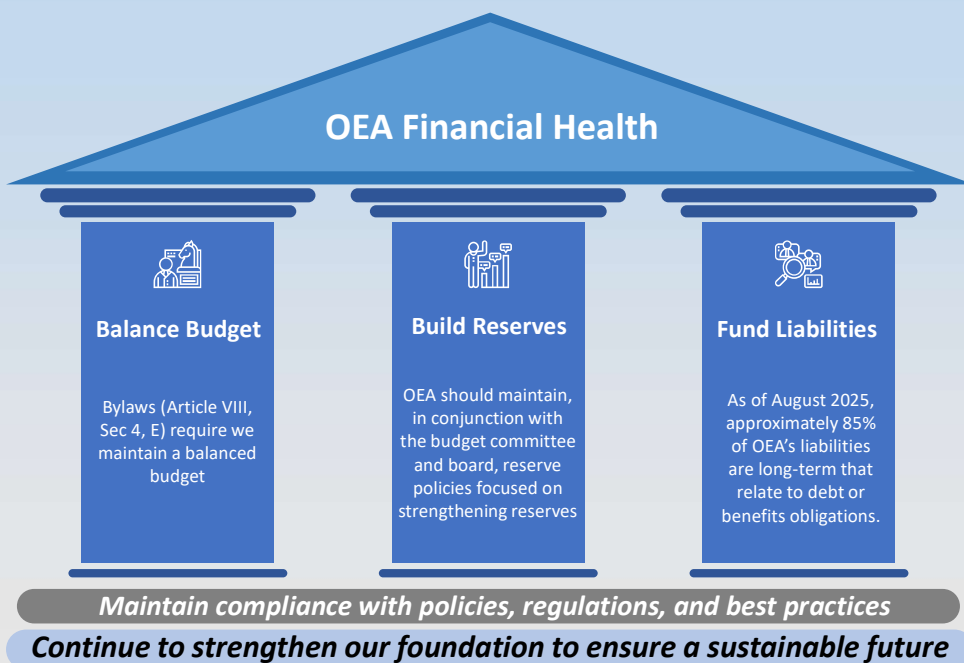 OEA Financial Health
Balance Budget
Bylaws (Article VIII,
Sec 4, E) require we
maintain a balanced
budget
Build Reserves
OEA should maintain,
in conjunction with
the budget committee
and board, reserve
policies focused on
strengthening reserves
Fund Liabilities
As of August 2025,
approximately 85%
of OEA’s liabilities
are long-term that
relate to debt or
benefits obligations.
Maintain compliance with policies, regulations, and best practices
Continue to strengthen our foundation to ensure a sustainable future